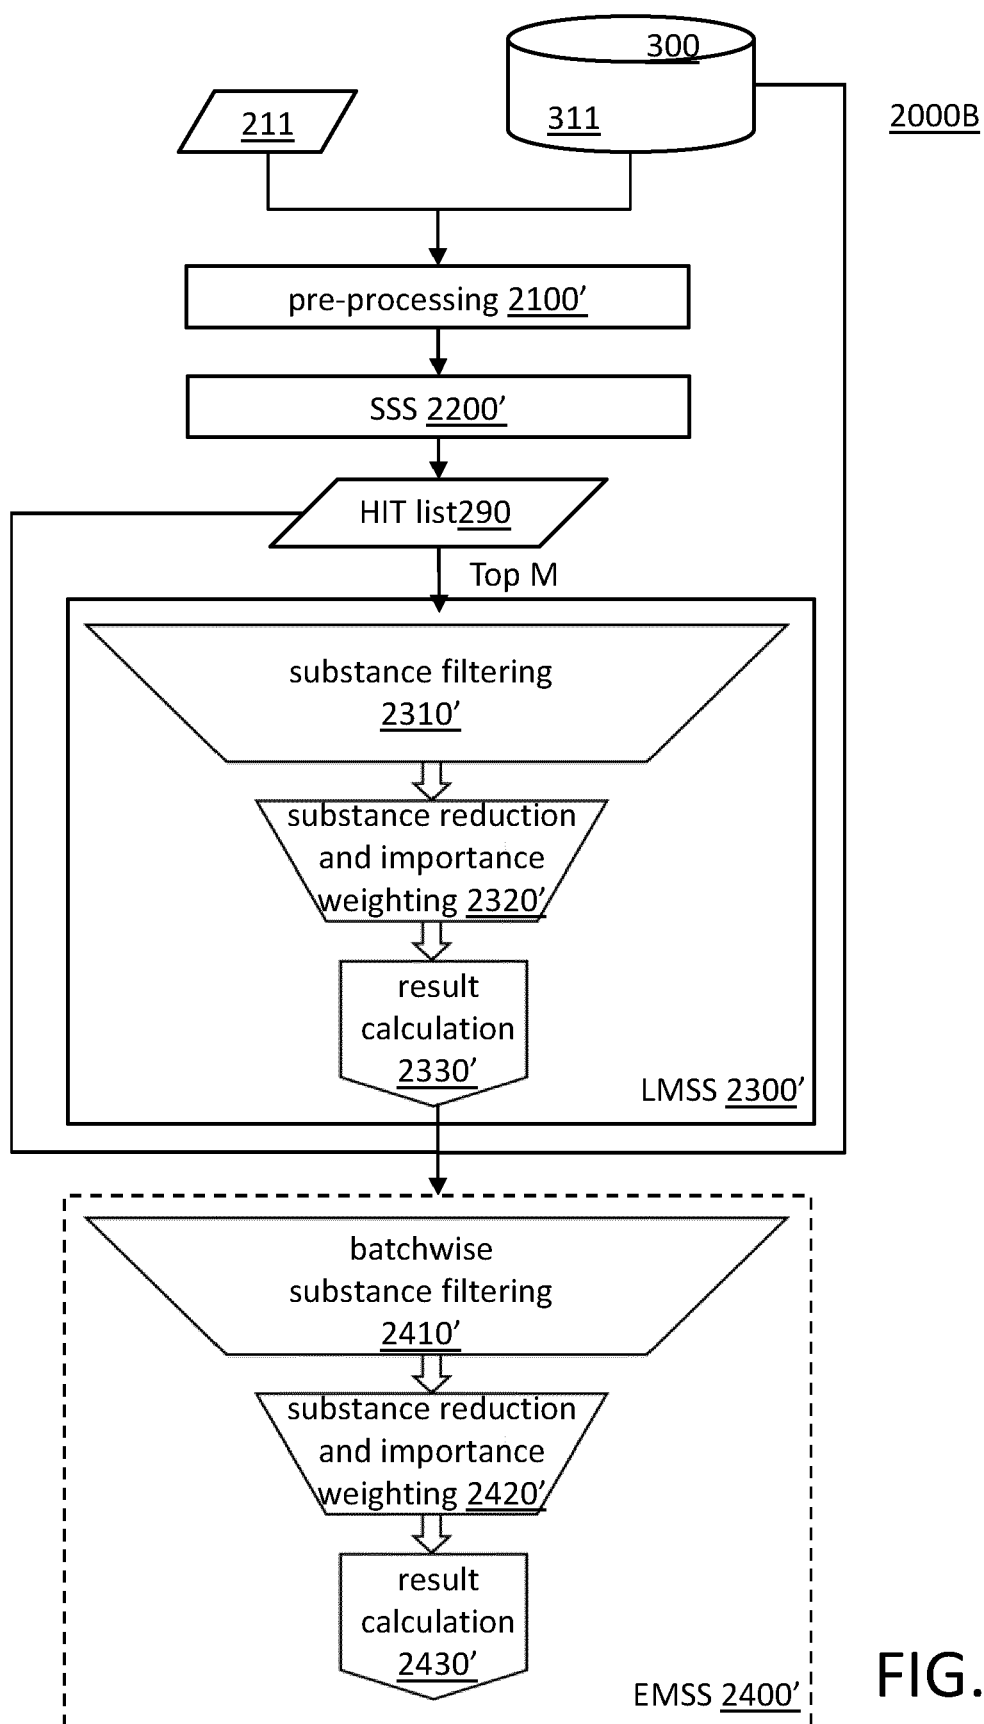 300
311
211
2000B
pre-processing 2100’
SSS 2200’
HIT list290
Top M
substance filtering
2310’
substance reduction
and importance
weighting 2320’
result
calculation
2330’
LMSS 2300’
batchwise
substance filtering
2410’
substance reduction
and importance
weighting 2420’
result
calculation
2430’
EMSS 2400’
FIG.